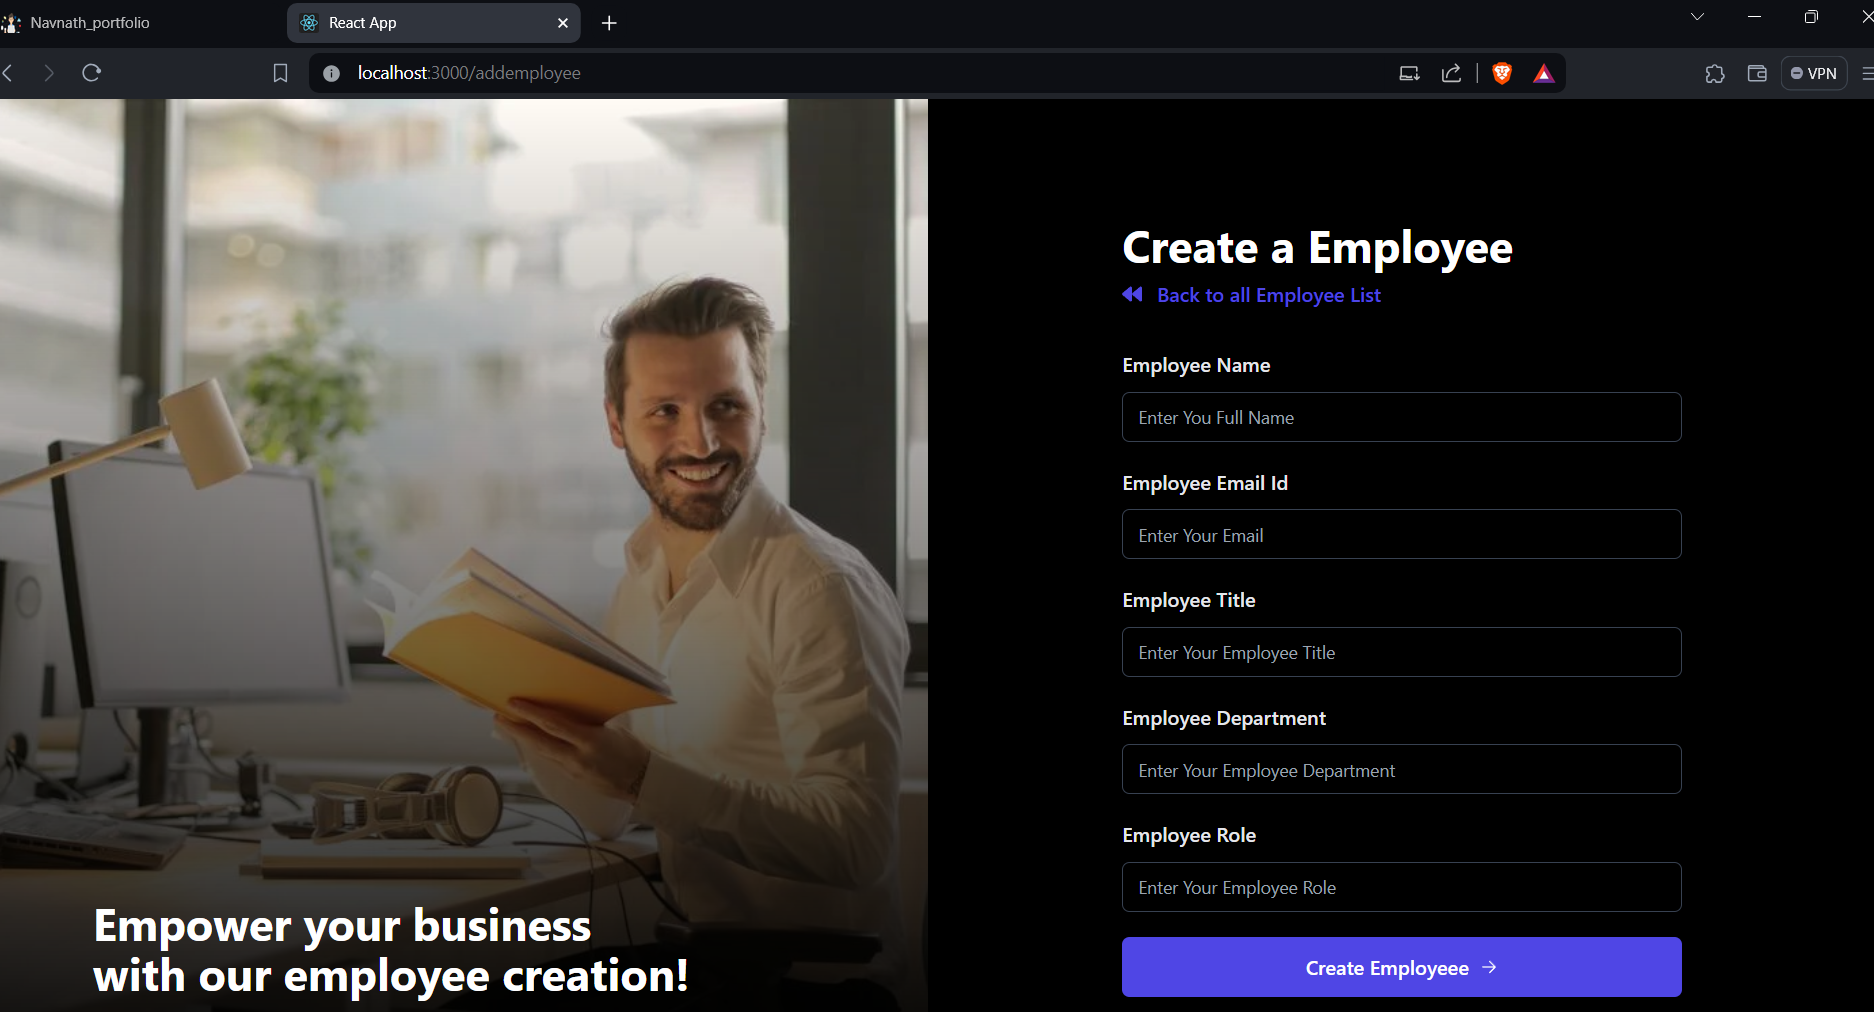 Navnath_portfolio
React App
localhost:3000/addemployee
VPN
Create a Employee
Back to all Employee List
Employee Name
Enter You Full Name
Employee Email Id
Enter Your Email
Employee Title
Enter Your Employee Title
Employee Department
Enter Your Employee Department
Employee Role
Enter Your Employee Role
Create Employeee
Empower your business
with our employee creation!